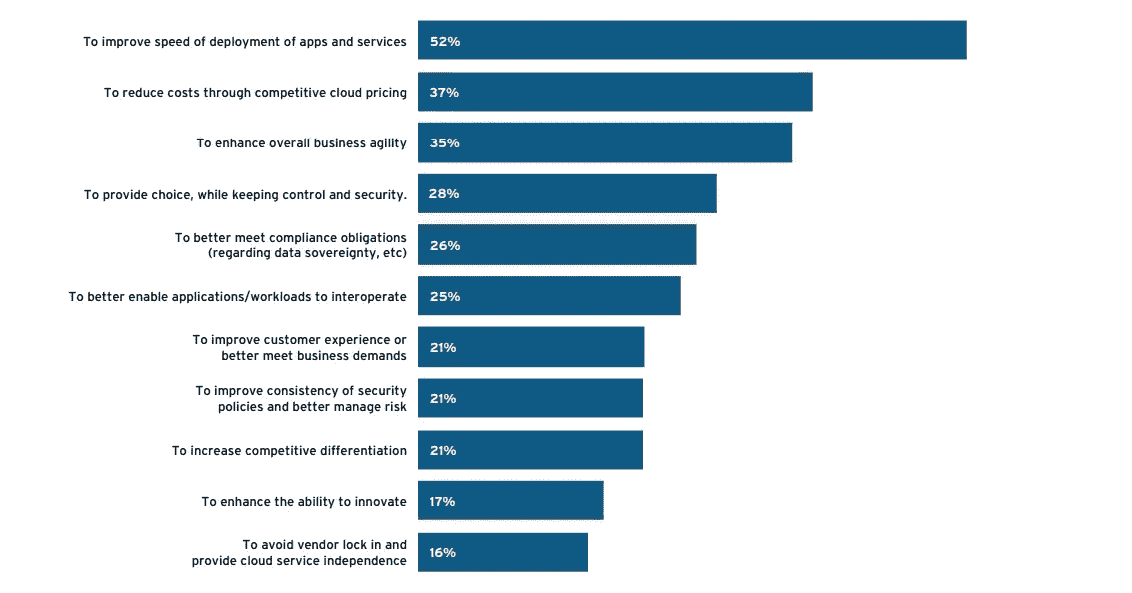 To improve speed of deployment of apps and services
52%
To reduce costs through competitive cloud pricing
37%
To enhance overall business agility
35%
To provide choice, while keeping control and security.
28%
To better meet compliance obligations
(regarding data sovereignty, etc)
26%
To better enable applications/workloads to interoperate
25%
To improve customer experience or
better meet business demands
21%
To improve consistency of security
policies and better manage risk
21%
To increase competitive differentiation
21%
To enhance the ability to innovate
17%
To avoid vendor lock in and
provide cloud service independence
16%